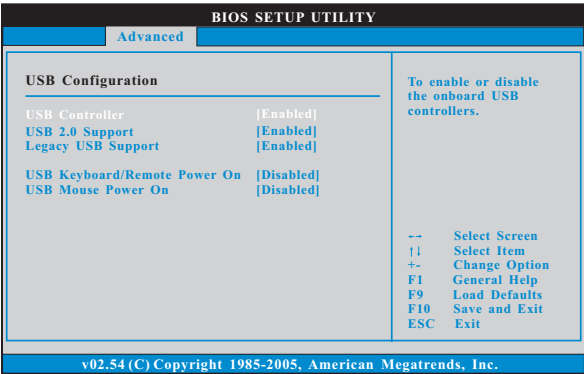 BIOS SETUP UTILITY
Advanced
USB Configuration
USB Controller [Enabled]
USB 2.0 Support [Enabled]
Legacy USB Support [Enabled]
USB Keyboard/Remote Power On [Disabled]
USB Mouse Power On [Disabled]
To enable or disable
the onboard USB
controllers.
←→ Select Screen
↑↓ Select Item
+- Change Option
F1 General Help
F9 Load Defaults
F10 Save and Exit
ESC Exit
v02.54 (C) Copyright 1985-2005, American Megatrends, Inc.